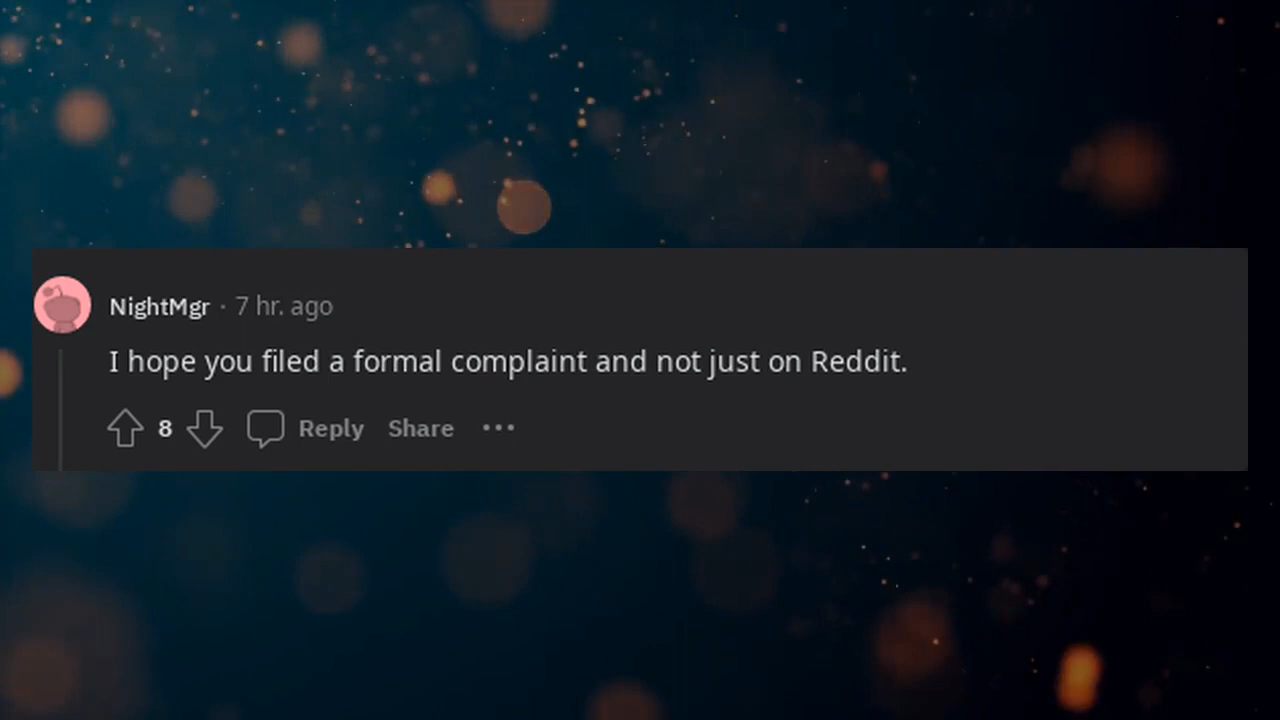 NightMgr · 7 hr. ago
I hope you filed a formal complaint and not just on Reddit.
8 Reply Share ...